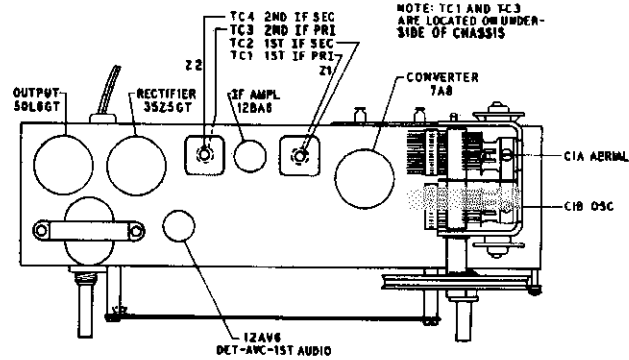 TC4 2ND IF SEC
TC3 2ND IF PRI
TC2 1ST IF SEC
TC1 1ST IF PRI
NOTE: TC1 AND TC3
ARE LOCATED ON UNDER-
SIDE OF CHASSIS
Z2
Z1
OUTPUT
50L6GT
RECTIFIER
35Z5GT
IF AMPL
12BA6
CONVERTER
7A8
C1A AERIAL
C1B OSC
12AV6
DET-AVC-1ST AUDIO